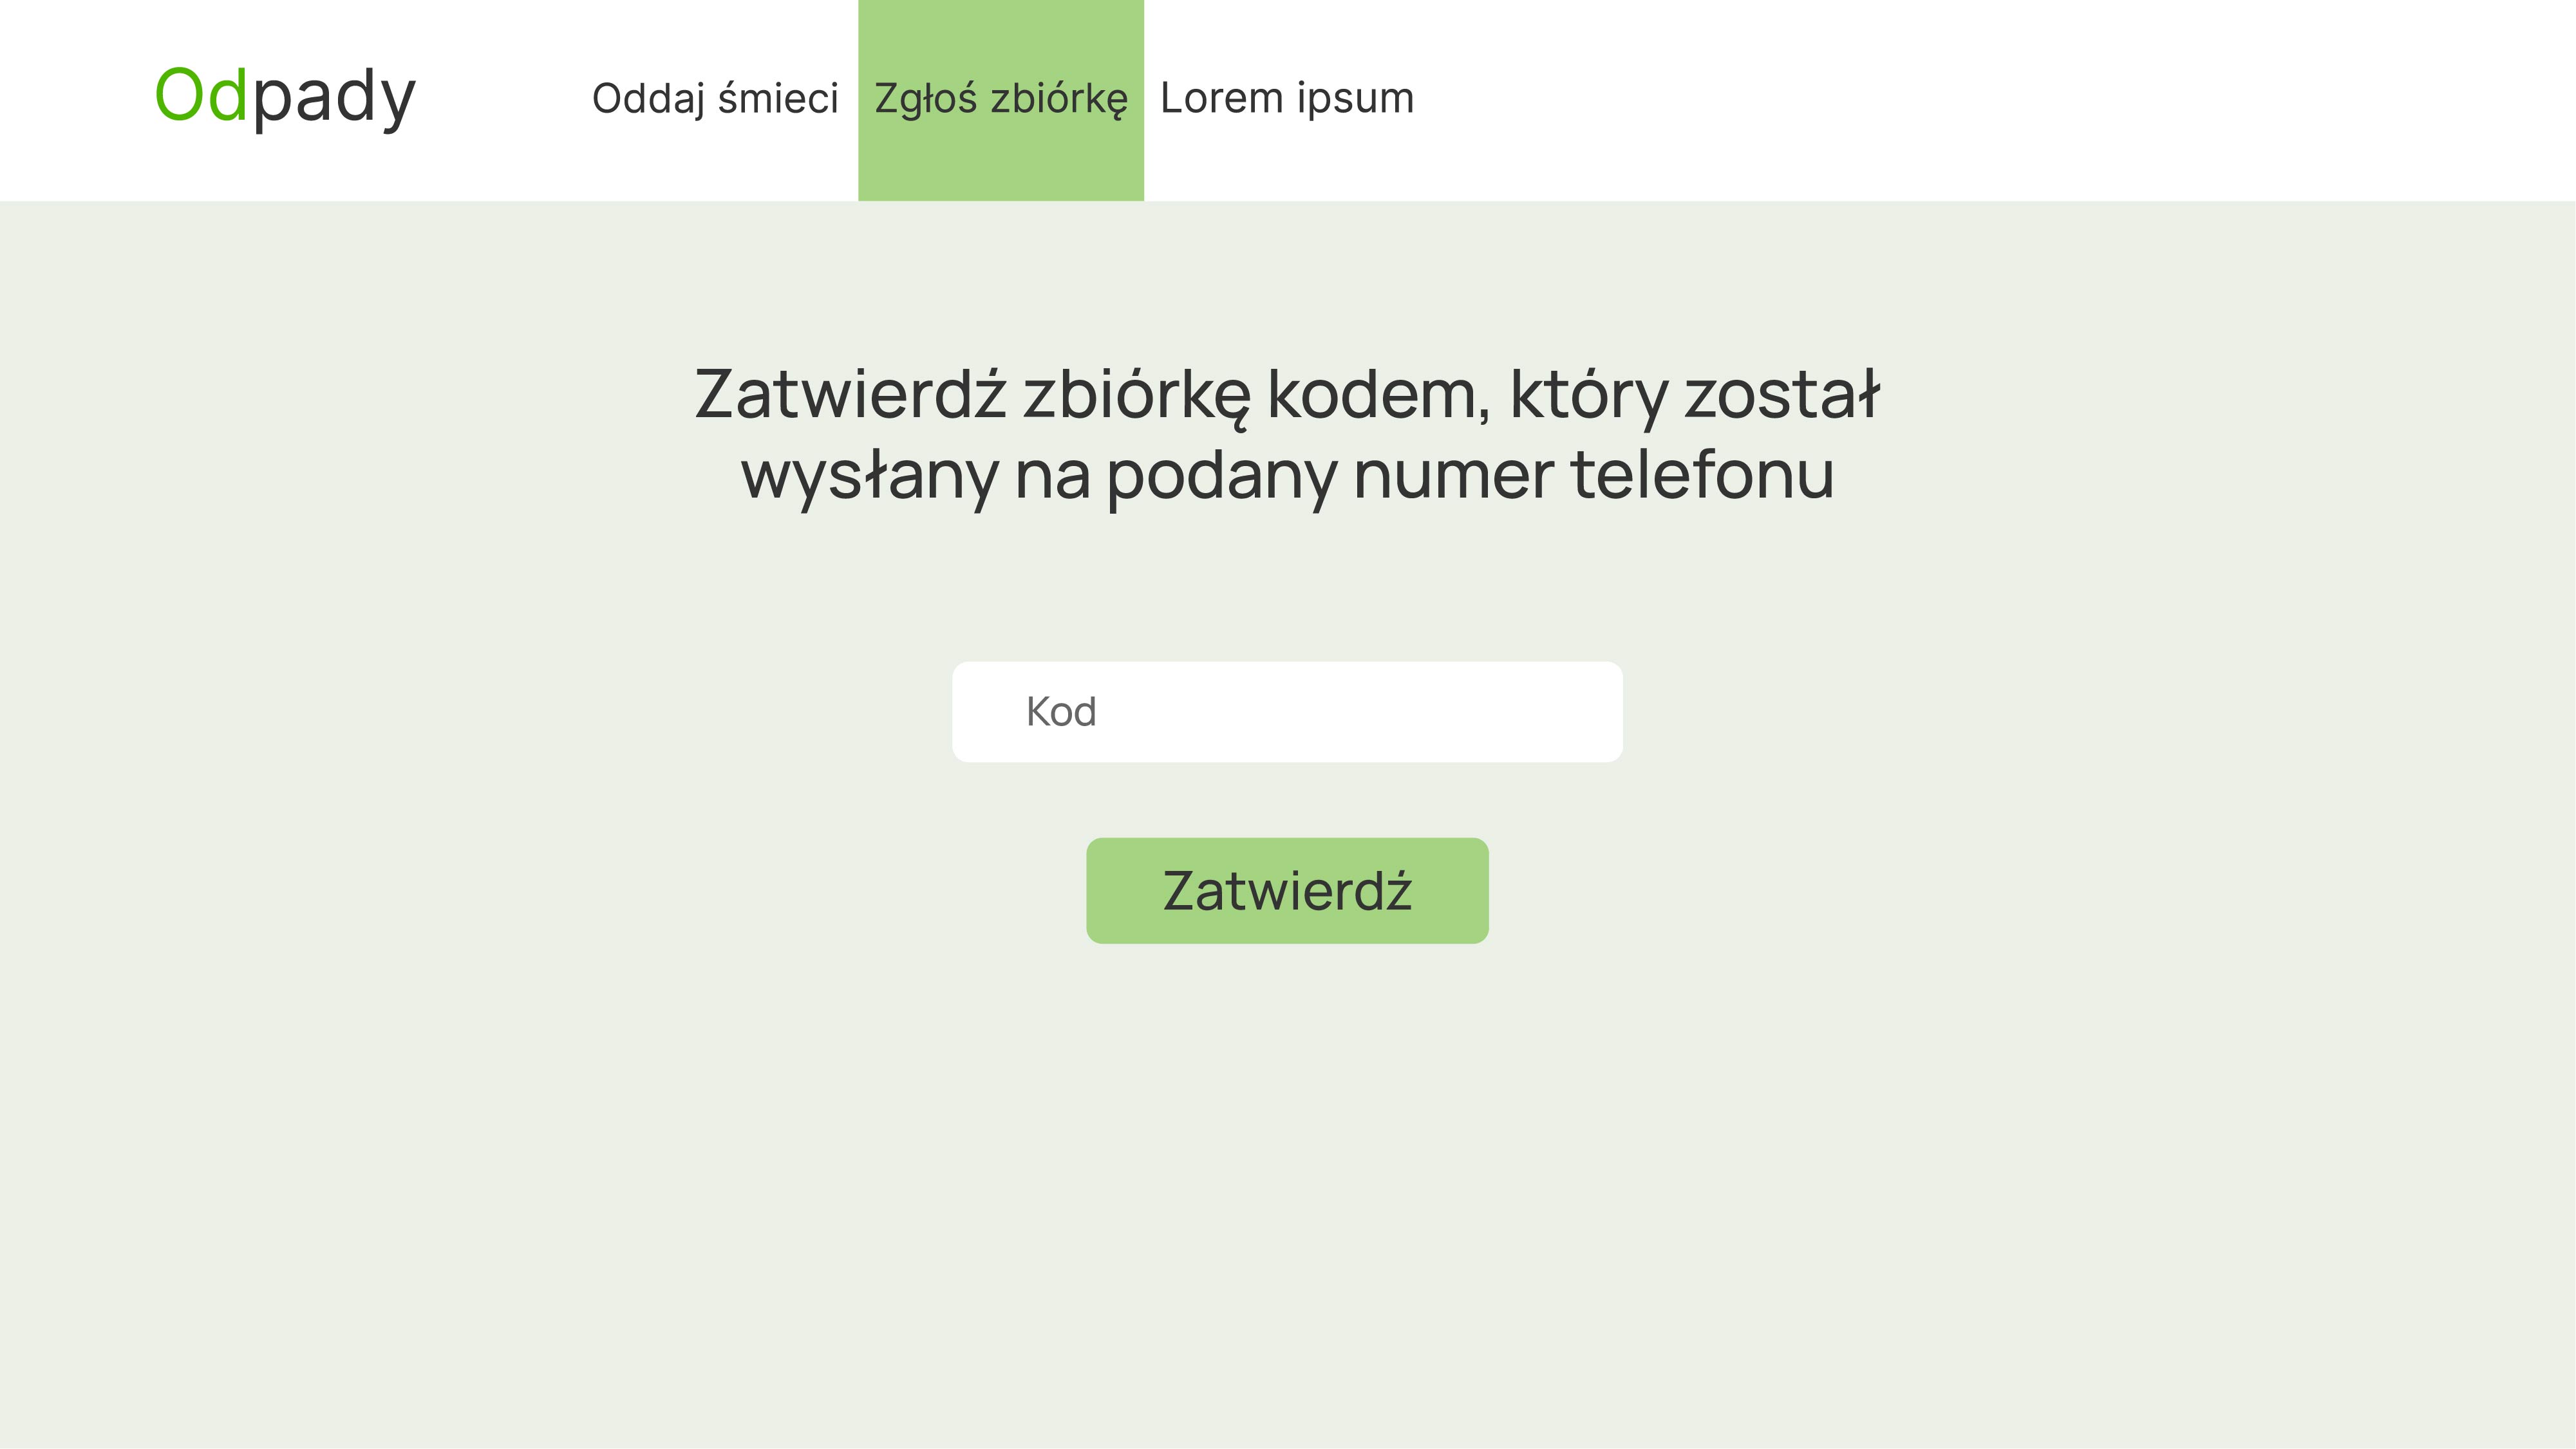 Odpady
Oddaj śmieci
Zgłoś zbiórkę
Lorem ipsum
Zatwierdź zbiórkę kodem, który został
wysłany na podany numer telefonu
Kod
Zatwierdź